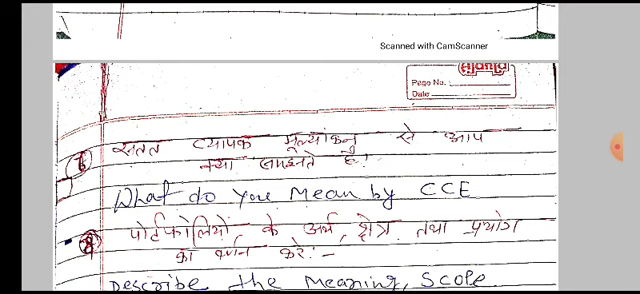 Scanned with CamScanner
Page No.
Date
सतत व्यापक मूल्यांकन से आप
क्या समझते है।
What do you Mean by CCE
पोर्टफोलियो के अर्थ, क्षेत्र तथा प्रयोग
का वर्णन करे:-
Describe the Meaning, Scope